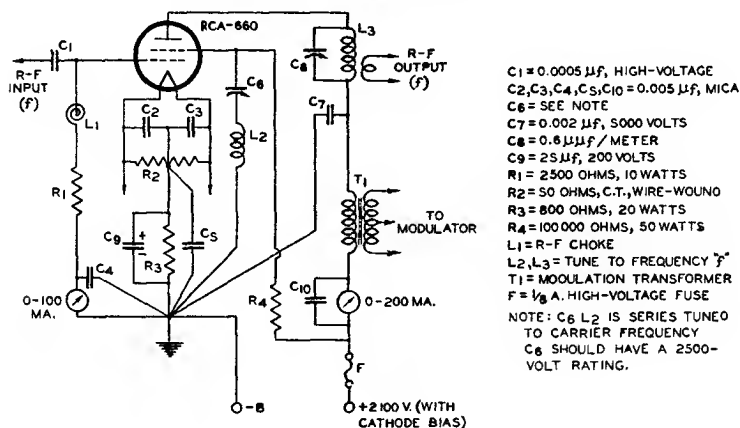 RCA-660
C1
R-F
INPUT
(f)
L1
R1
C4
0-100
MA.
C2
C3
R2
C9
+
−
R3
C5
C6
L2
R4
C8
L3
R-F
OUTPUT
(f)
C7
T1
TO
MODULATOR
C10
0-200 MA.
F
-B
+2100 V. (WITH
CATHODE BIAS)
C1 = 0.0005 µf, HIGH-VOLTAGE
C2,C3,C4,C5,C10 = 0.005 µf, MICA
C6 = SEE NOTE
C7 = 0.002 µf, 5000 VOLTS
C8 = 0.6 µµf / METER
C9 = 25 µf, 200 VOLTS
R1 = 2500 OHMS, 10 WATTS
R2 = 50 OHMS, C.T., WIRE-WOUND
R3 = 800 OHMS, 20 WATTS
R4 = 100000 OHMS, 50 WATTS
L1 = R-F CHOKE
L2, L3 = TUNE TO FREQUENCY "f"
T1 = MODULATION TRANSFORMER
F = 1/8 A. HIGH-VOLTAGE FUSE
NOTE: C6 L2 IS SERIES TUNED
TO CARRIER FREQUENCY
C6 SHOULD HAVE A 2500-
VOLT RATING.